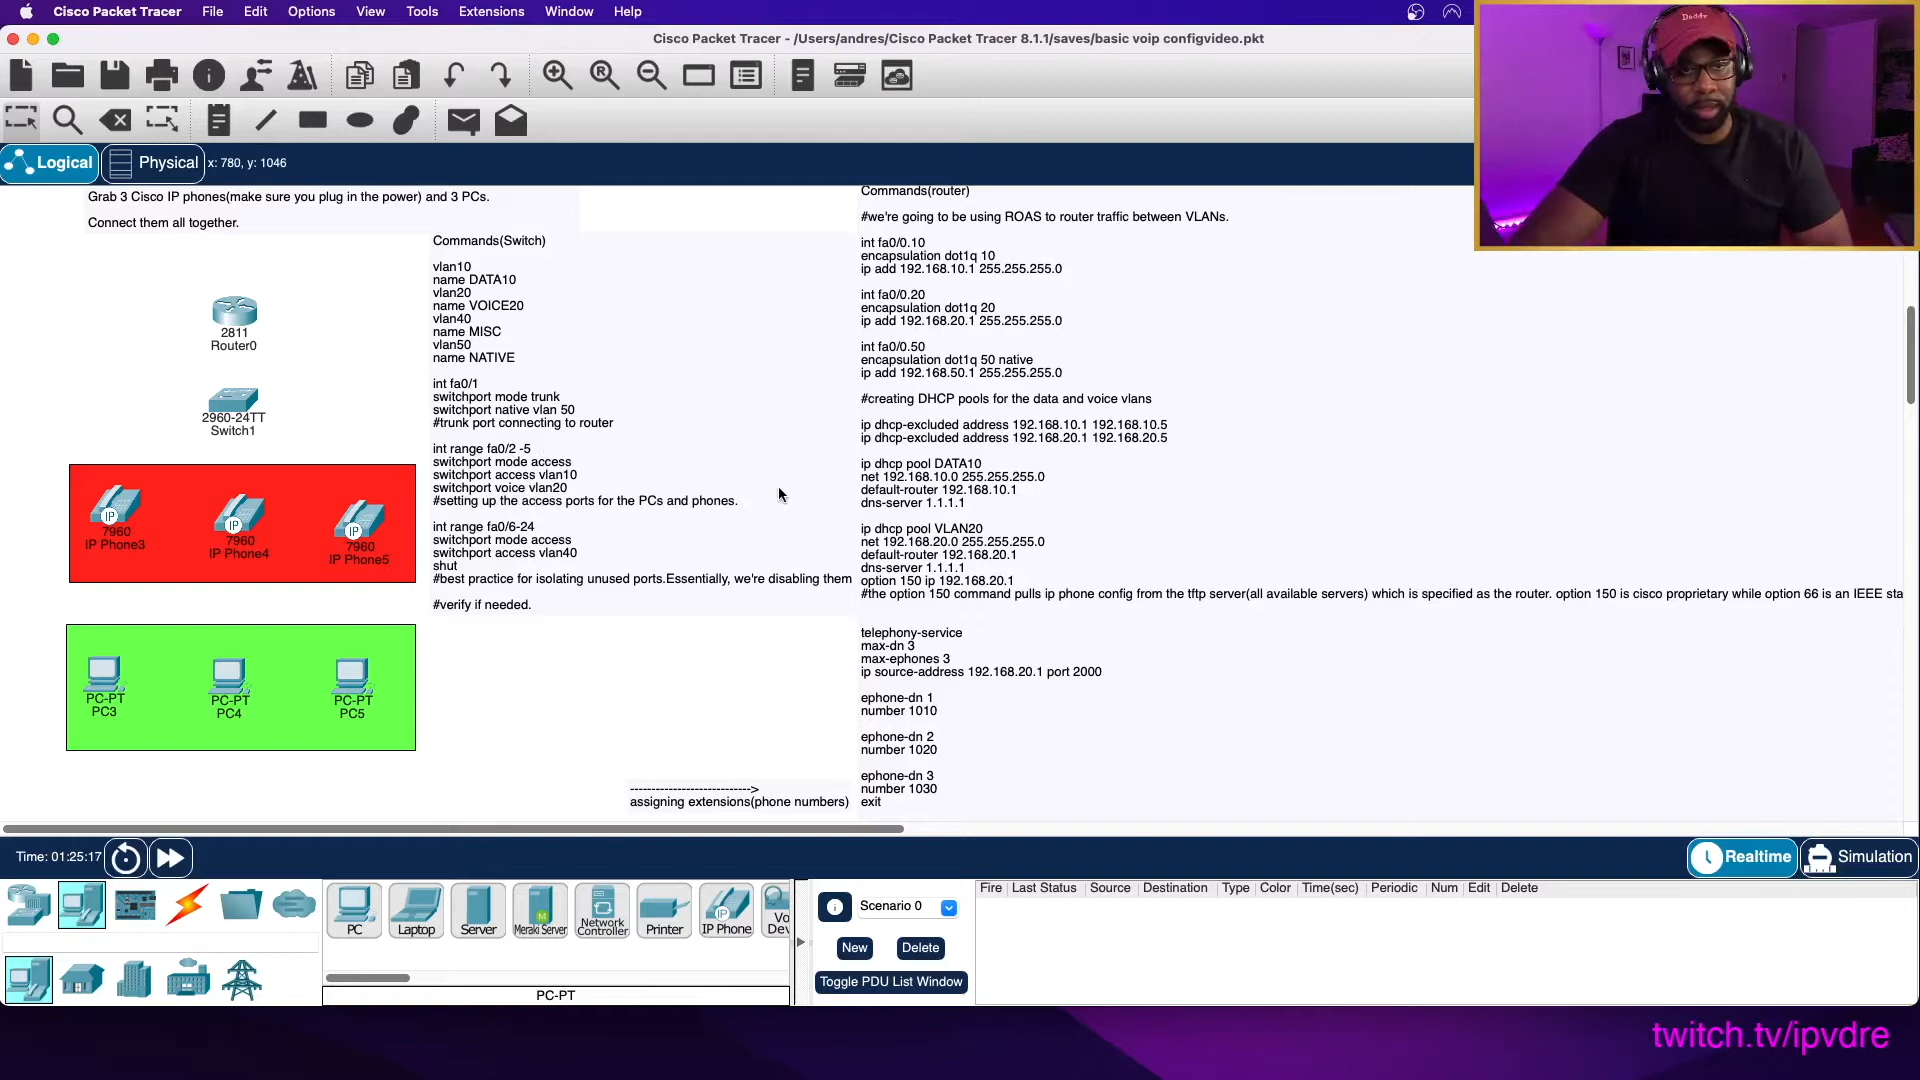 Cisco Packet Tracer File Edit Options View Tools Extensions Window Help
Cisco Packet Tracer - /Users/andres/Cisco Packet Tracer 8.1.1/saves/basic voip configvideo.pkt
Daddy
Logical
Physical
x: 780, y: 1046
Grab 3 Cisco IP phones(make sure you plug in the power) and 3 PCs.
Connect them all together.
2811
Router0
2960-24TT
Switch1
IP
7960
IP Phone3
IP
7960
IP Phone4
IP
7960
IP Phone5
PC-PT
PC3
PC-PT
PC4
PC-PT
PC5
Commands(Switch)
vlan10
name DATA10
vlan20
name VOICE20
vlan40
name MISC
vlan50
name NATIVE
int fa0/1
switchport mode trunk
switchport native vlan 50
#trunk port connecting to router
int range fa0/2 -5
switchport mode access
switchport access vlan10
switchport voice vlan20
#setting up the access ports for the PCs and phones.
int range fa0/6-24
switchport mode access
switchport access vlan40
shut
#best practice for isolating unused ports.Essentially, we're disabling them
#verify if needed.
--------------------------->
assigning extensions(phone numbers)
Commands(router)
#we're going to be using ROAS to router traffic between VLANs.
int fa0/0.10
encapsulation dot1q 10
ip add 192.168.10.1 255.255.255.0
int fa0/0.20
encapsulation dot1q 20
ip add 192.168.20.1 255.255.255.0
int fa0/0.50
encapsulation dot1q 50 native
ip add 192.168.50.1 255.255.255.0
#creating DHCP pools for the data and voice vlans
ip dhcp-excluded address 192.168.10.1 192.168.10.5
ip dhcp-excluded address 192.168.20.1 192.168.20.5
ip dhcp pool DATA10
net 192.168.10.0 255.255.255.0
default-router 192.168.10.1
dns-server 1.1.1.1
ip dhcp pool VLAN20
net 192.168.20.0 255.255.255.0
default-router 192.168.20.1
dns-server 1.1.1.1
option 150 ip 192.168.20.1
#the option 150 command pulls ip phone config from the tftp server(all available servers) which is specified as the router. option 150 is cisco proprietary while option 66 is an IEEE sta
telephony-service
max-dn 3
max-ephones 3
ip source-address 192.168.20.1 port 2000
ephone-dn 1
number 1010
ephone-dn 2
number 1020
ephone-dn 3
number 1030
exit
Time: 01:25:17
Realtime
Simulation
PC
Laptop
Server
M
Meraki Server
Network
Controller
Printer
IP
IP Phone
Vo
Dev
PC-PT
Scenario 0
New
Delete
Toggle PDU List Window
Fire Last Status Source Destination Type Color Time(sec) Periodic Num Edit Delete
twitch.tv/ipvdre